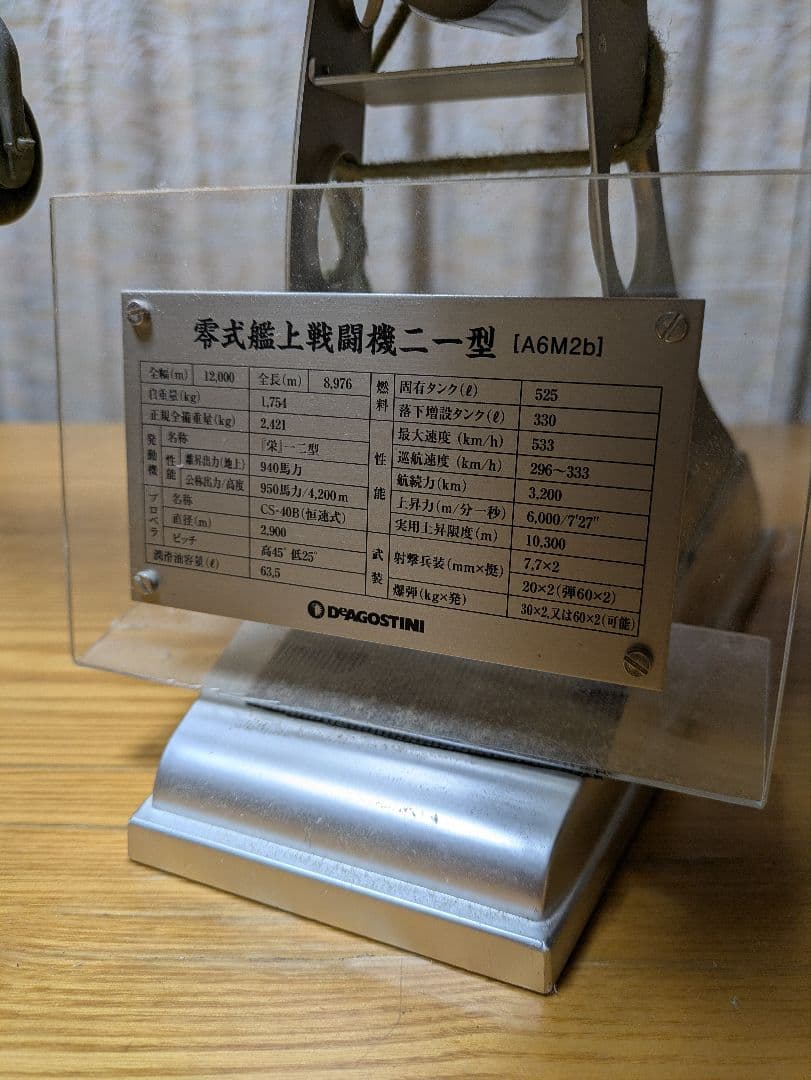 零式艦上戦闘機二一型 [A6M2b]
全幅(m) 12,000 全長(m) 8,976
自重量(kg) 1,754
正規全備重量(kg) 2,421
発動機 名称 『栄』一二型
性能 離昇出力(地上) 940馬力
公称出力/高度 950馬力/4,200m
プロペラ 名称 CS-40B(恒速式)
直径(m) 2,900
ピッチ 高45° 低25°
潤滑油容量(ℓ) 63,5
燃料 固有タンク(ℓ) 525
落下増設タンク(ℓ) 330
性能 最大速度(km/h) 533
巡航速度(km/h) 296〜333
航続力(km) 3,200
上昇力(m/分一秒) 6,000/7'27"
実用上昇限度(m) 10,300
武装 射撃兵装(mm×挺) 7,7×2
20×2(弾60×2)
爆弾(kg×発) 30×2,又は60×2(可能)
DeAGOSTINI